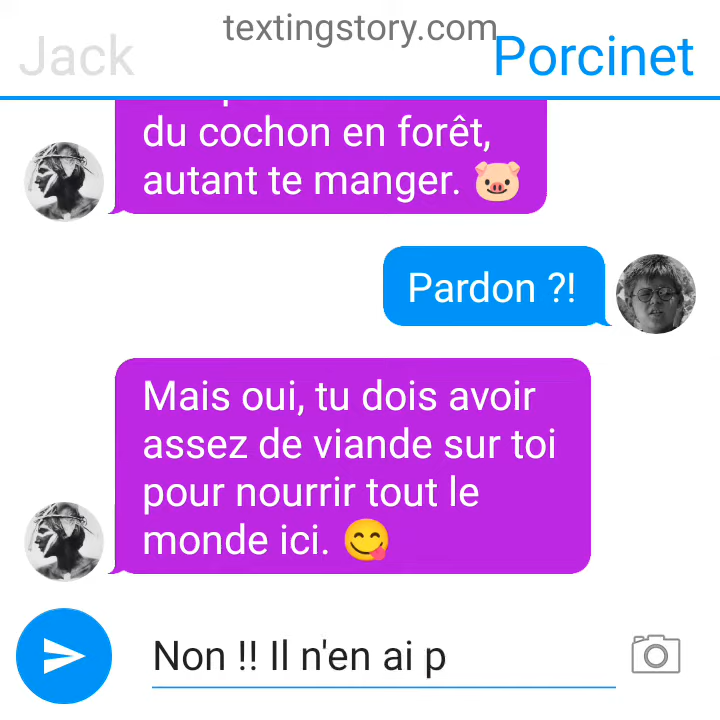 textingstory.com
Jack
Porcinet
du cochon en forêt,
autant te manger. 🐷
Pardon ?!
Mais oui, tu dois avoir
assez de viande sur toi
pour nourrir tout le
monde ici. 😋
Non !! Il n'en ai p